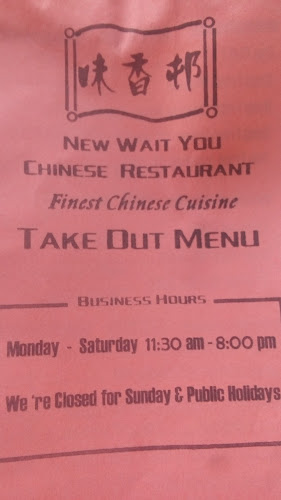 味香邨
NEW WAIT YOU
CHINESE RESTAURANT
Finest Chinese Cuisine
TAKE OUT MENU
BUSINESS HOURS
Monday - Saturday 11:30 am - 8:00 pm
We 're Closed for Sunday & Public Holidays